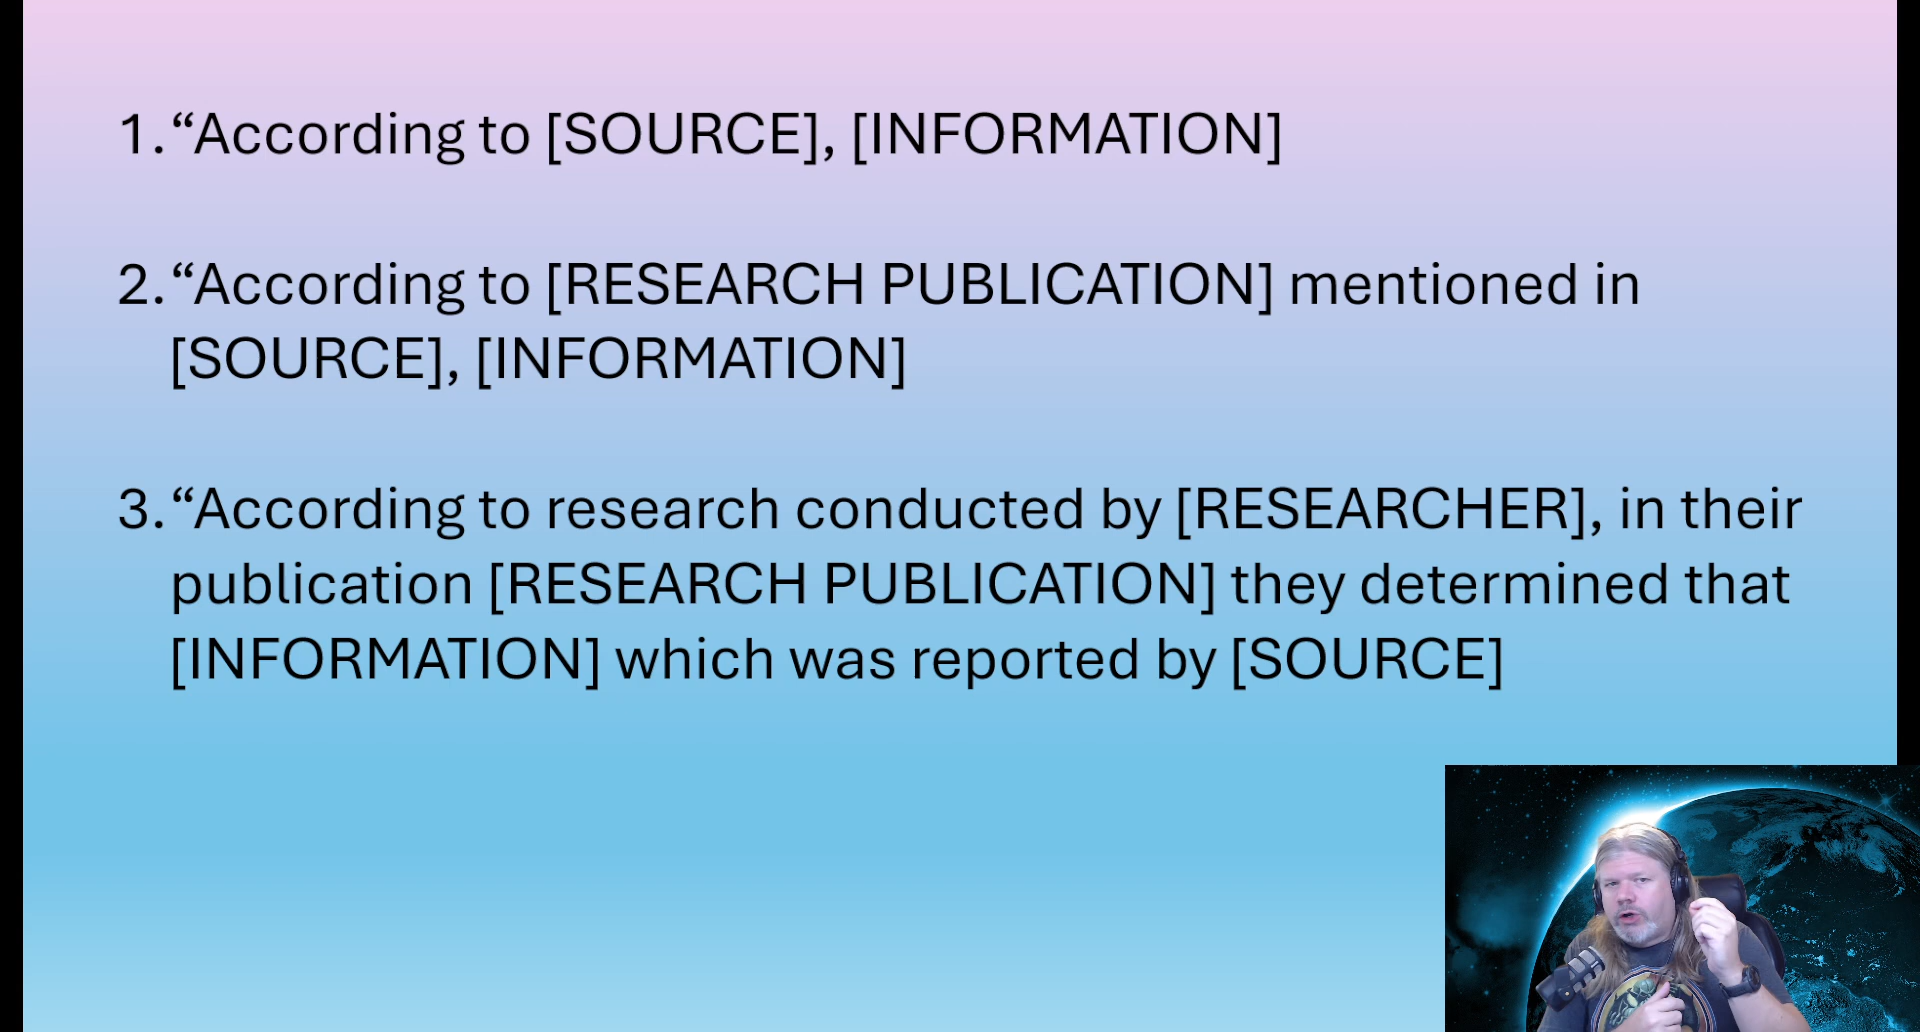 1. “According to [SOURCE], [INFORMATION]
2. “According to [RESEARCH PUBLICATION] mentioned in
[SOURCE], [INFORMATION]
3. “According to research conducted by [RESEARCHER], in their
publication [RESEARCH PUBLICATION] they determined that
[INFORMATION] which was reported by [SOURCE]